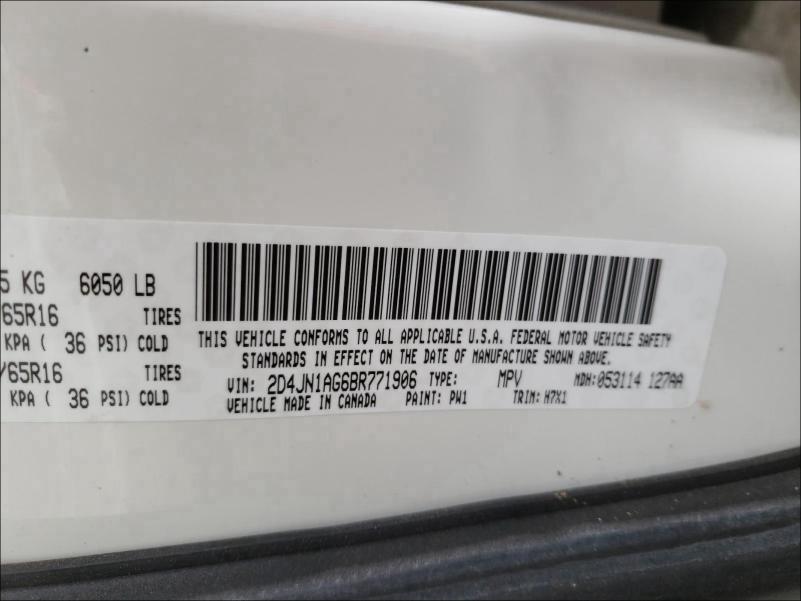 5 KG 6050 LB
/65R16 TIRES
KPA ( 36 PSI) COLD
/65R16 TIRES
KPA ( 36 PSI) COLD
THIS VEHICLE CONFORMS TO ALL APPLICABLE U.S.A. FEDERAL MOTOR VEHICLE SAFETY
STANDARDS IN EFFECT ON THE DATE OF MANUFACTURE SHOWN ABOVE.
VIN: 2D4JN1AG6BR771906 TYPE: MPV MDH:053114 127AA
VEHICLE MADE IN CANADA PAINT: PW1 TRIM: H7X1